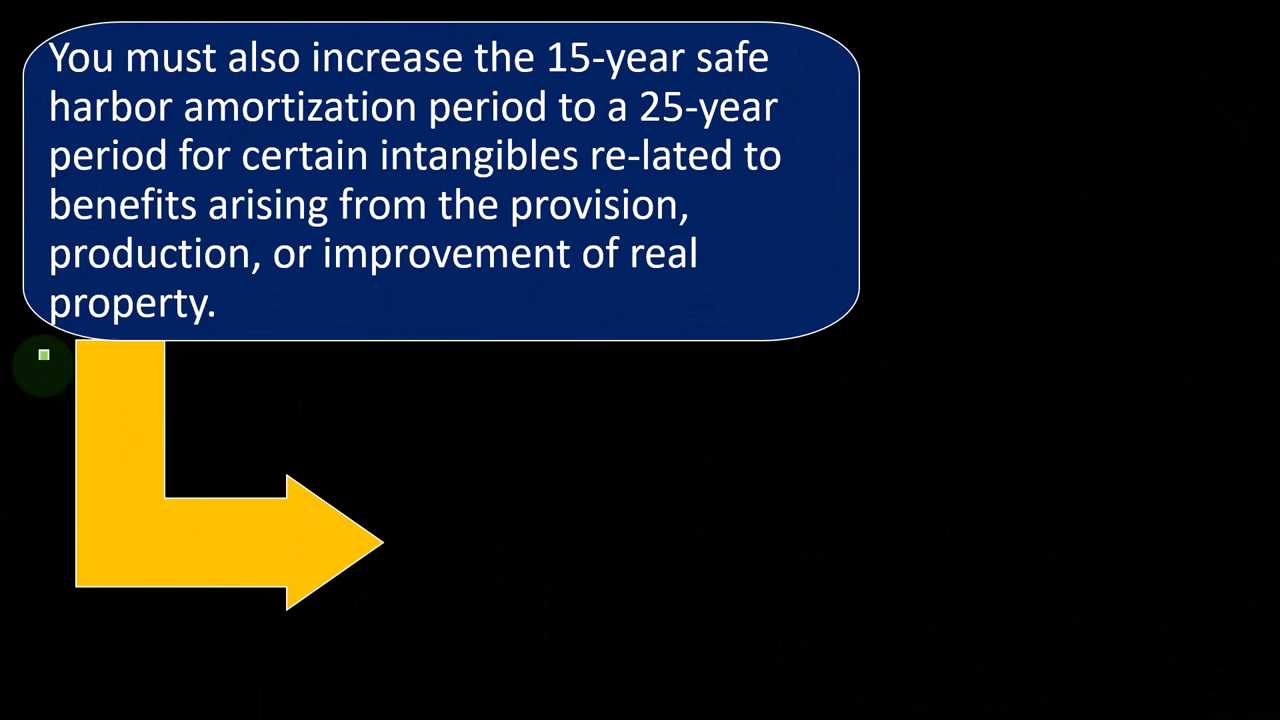 You must also increase the 15-year safe
harbor amortization period to a 25-year
period for certain intangibles re-lated to
benefits arising from the provision,
production, or improvement of real
property.